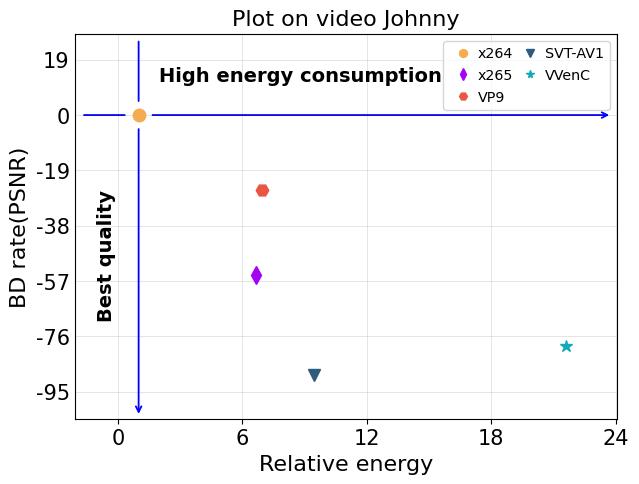 Plot on video Johnny
BD rate(PSNR)
19
0
-19
-38
-57
-76
-95
High energy consumption
Best quality
x264
x265
VP9
SVT-AV1
VVenC
0
6
12
18
24
Relative energy